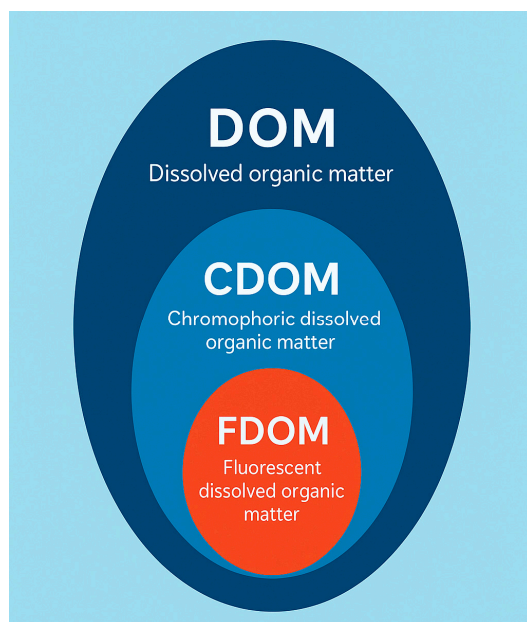 DOM
Dissolved organic matter
CDOM
Chromophoric dissolved
organic matter
FDOM
Fluorescent
dissolved organic
matter